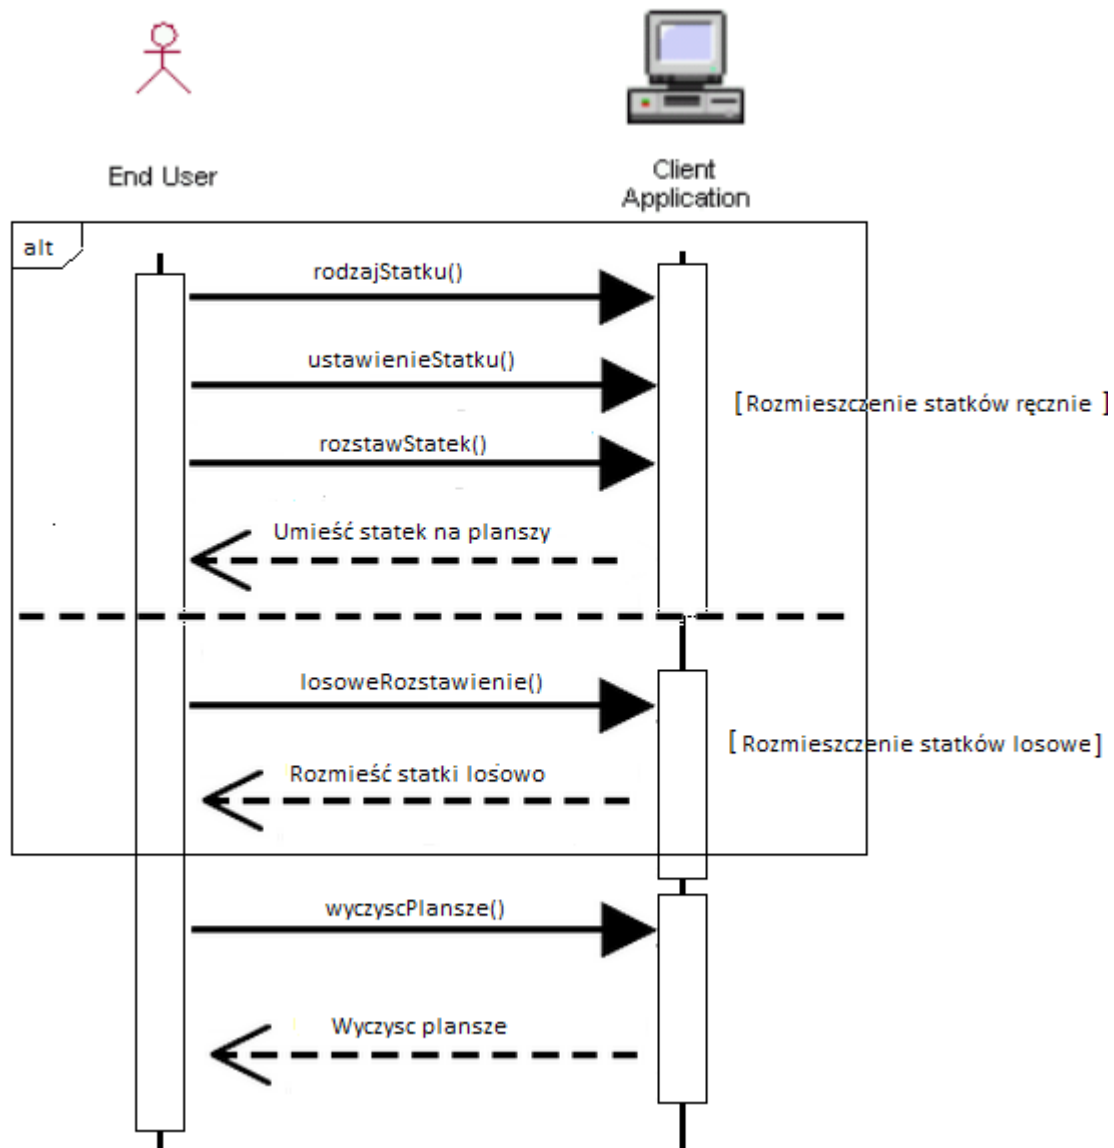 End User
Client
Application
alt
rodzajStatku()
ustawienieStatku()
[Rozmieszczenie statków ręcznie ]
rozstawStatek()
Umieść statek na planszy
losoweRozstawienie()
[ Rozmieszczenie statków losowe]
Rozmieść statki losowo
wyczyscPlansze()
Wyczysc plansze